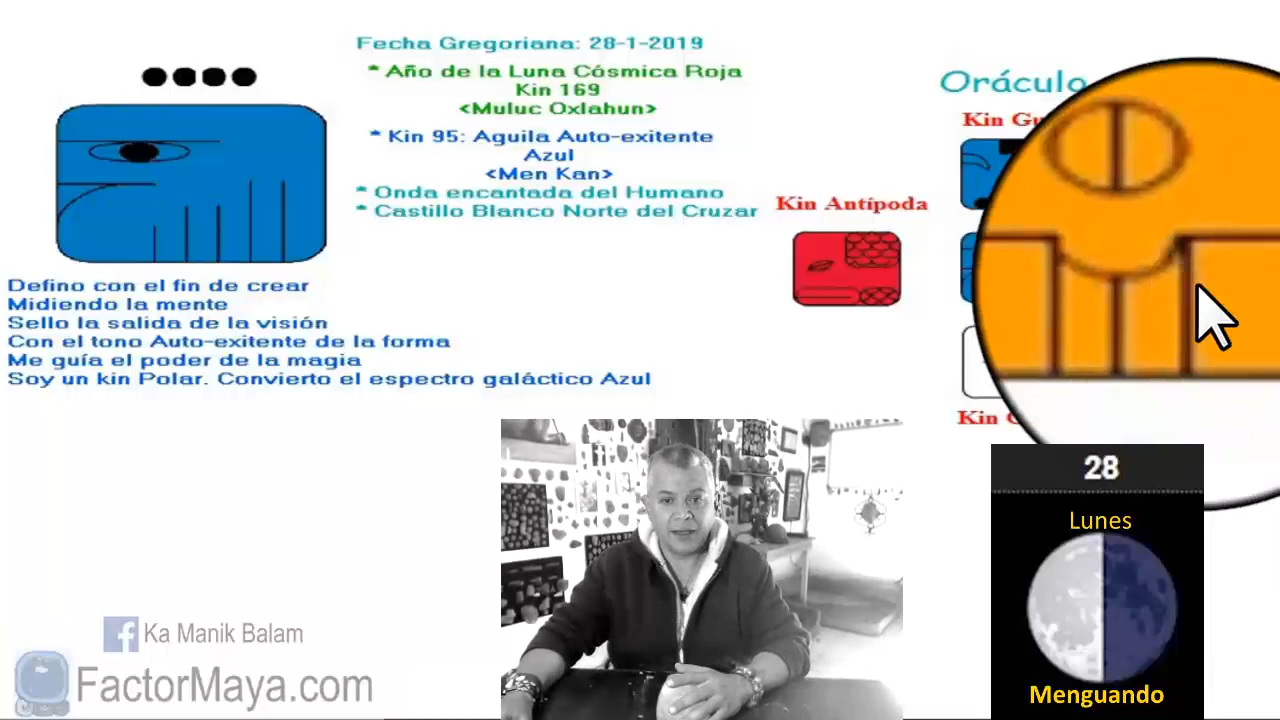 Fecha Gregoriana: 28-1-2019
* Año de la Luna Cósmica Roja
Kin 169
<Muluc Oxlahun>
* Kin 95: Aguila Auto-exitente
Azul
<Men Kan>
* Onda encantada del Humano
* Castillo Blanco Norte del Cruzar
Defino con el fin de crear
Midiendo la mente
Sello la salida de la visión
Con el tono Auto-exitente de la forma
Me guía el poder de la magia
Soy un kin Polar. Convierto el espectro galáctico Azul
Oráculo
Kin
Kin Antípoda
Kin
28
Lunes
Menguando
Ka Manik Balam
FactorMaya.com